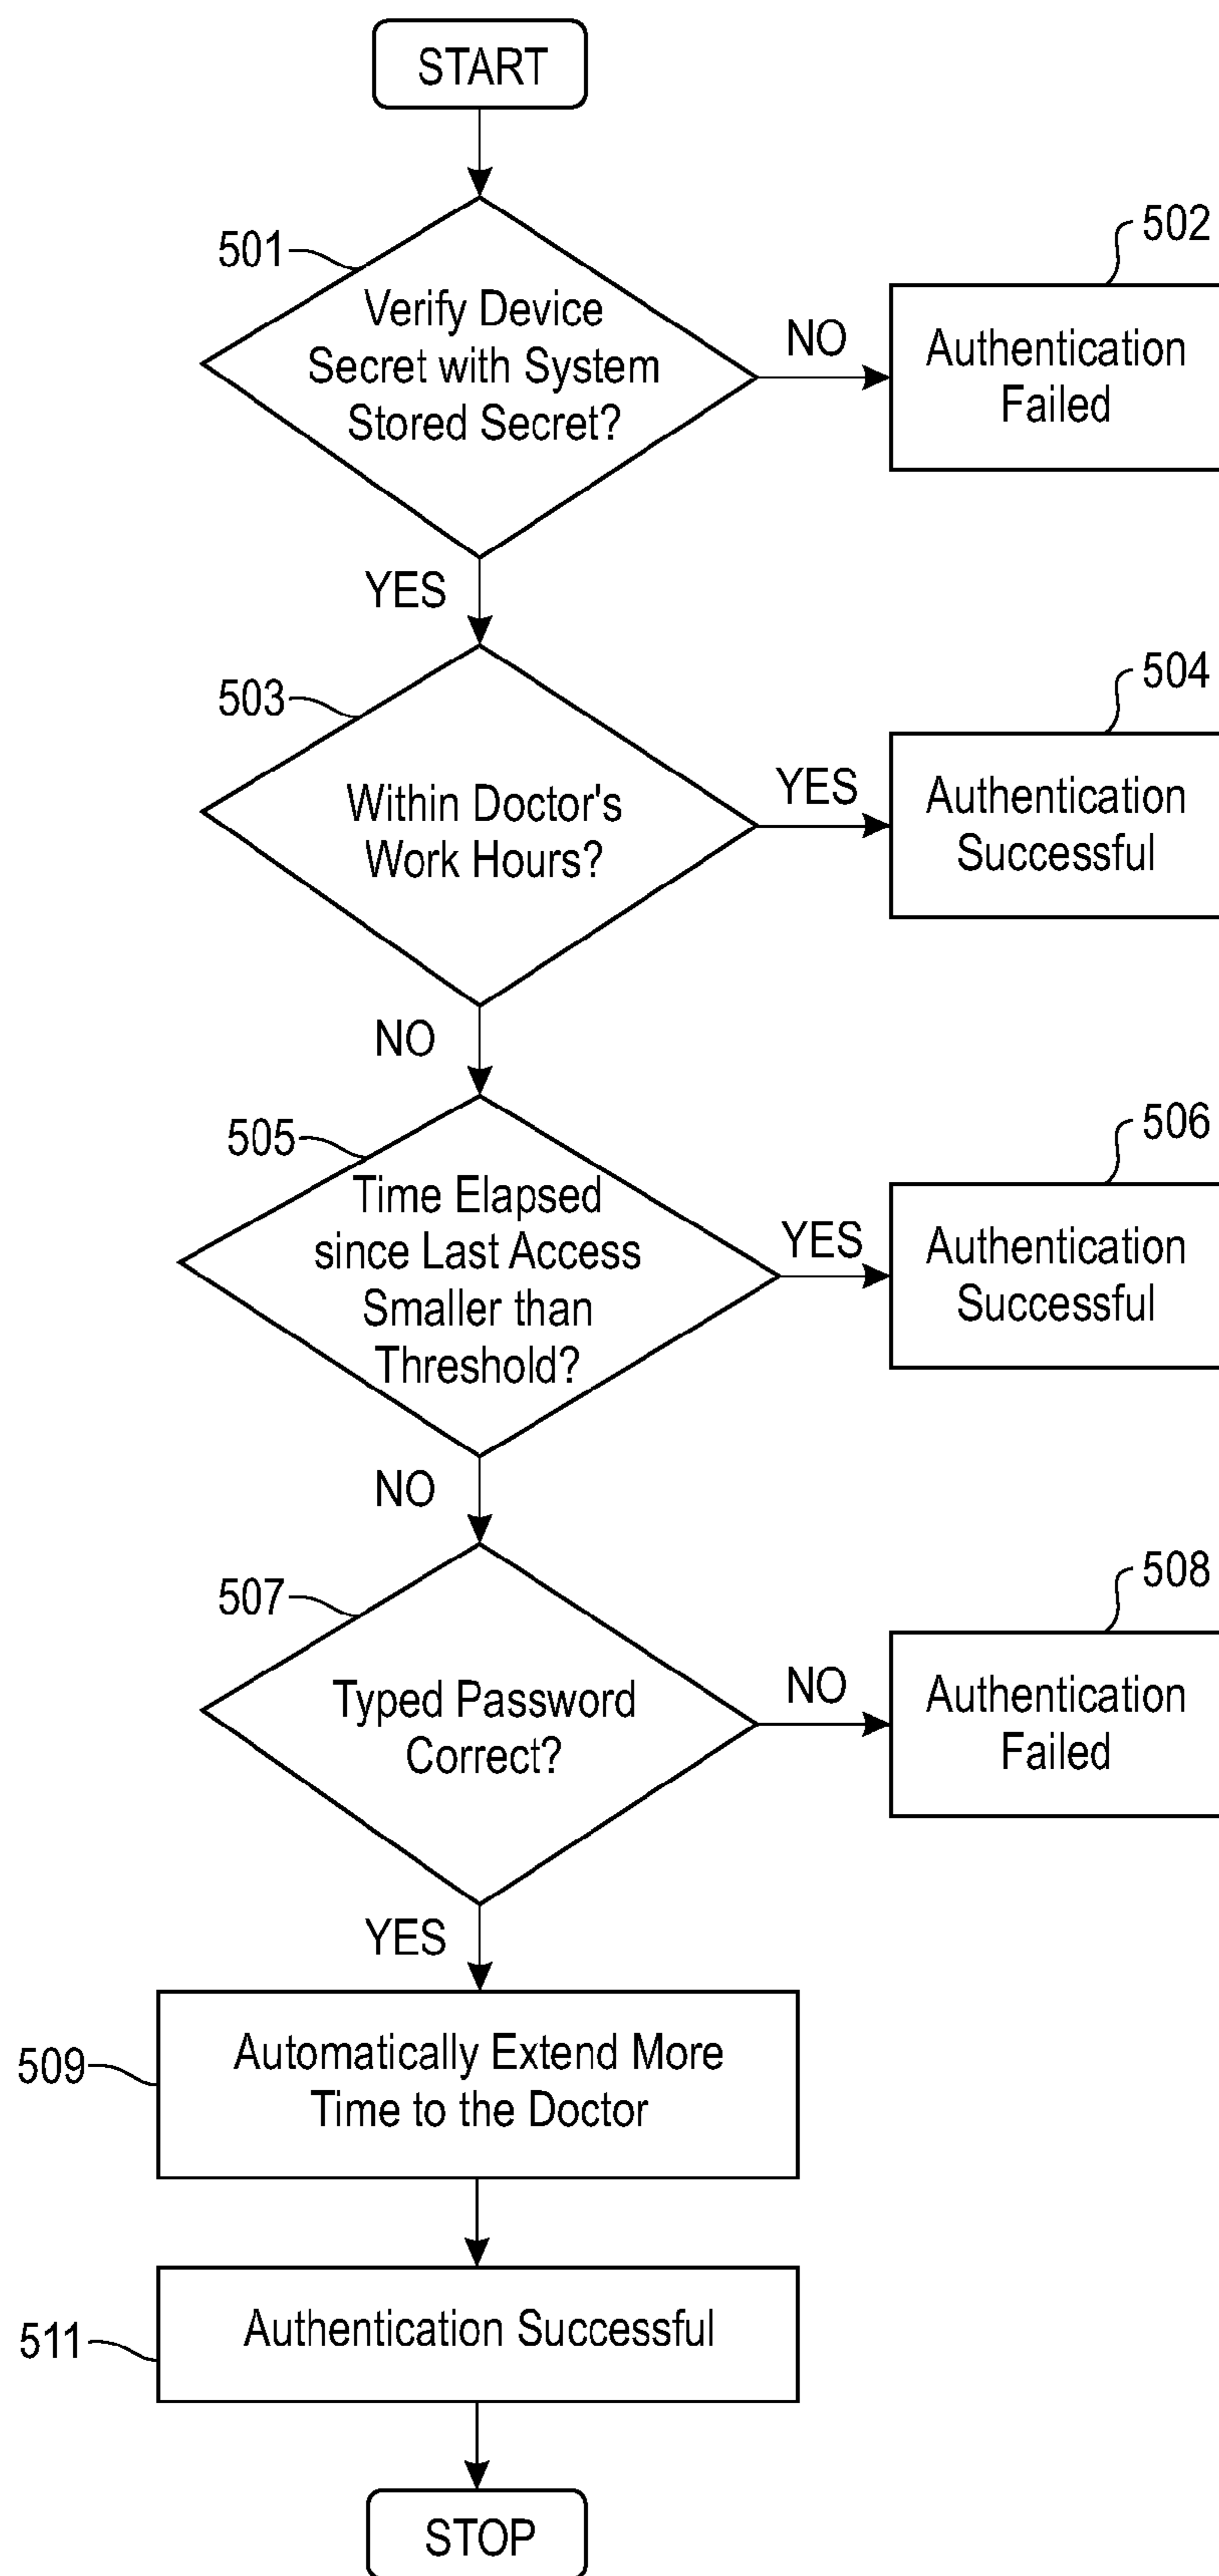 START
501
Verify Device
Secret with System
Stored Secret?
NO
502
Authentication
Failed
YES
503
Within Doctor's
Work Hours?
YES
504
Authentication
Successful
NO
505
Time Elapsed
since Last Access
Smaller than
Threshold?
YES
506
Authentication
Successful
NO
507
Typed Password
Correct?
NO
508
Authentication
Failed
YES
509
Automatically Extend More
Time to the Doctor
511
Authentication Successful
STOP